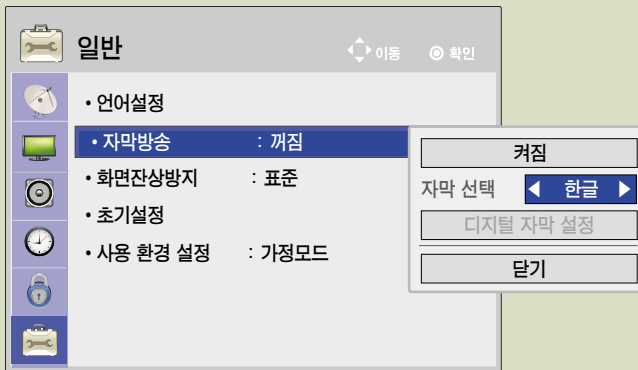 일반
이동 확인
• 언어설정
• 자막방송 : 꺼짐
• 화면잔상방지 : 표준
• 초기설정
• 사용 환경 설정 : 가정모드
켜짐
자막 선택 ◀ 한글 ▶
디지털 자막 설정
닫기